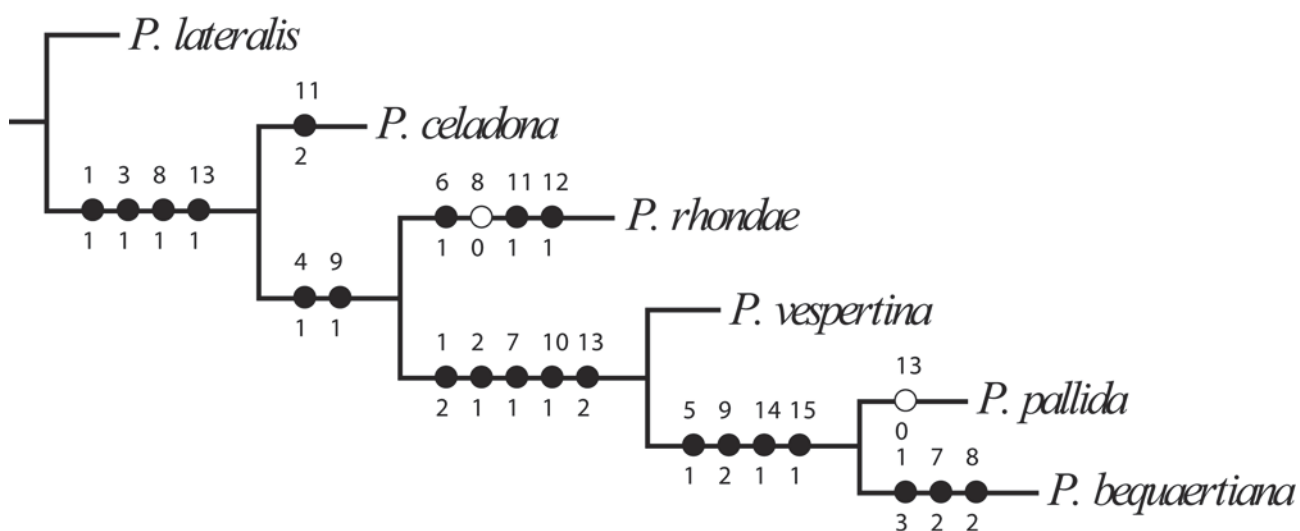 P. lateralis
11
P. celadona
2
1 3 8 13
1 1 1 1
6 8 11 12
P. rhondae
1 0 1 1
4 9
1 1
P. vespertina
1 2 7 10 13
2 1 1 1 2
13
P. pallida
0
5 9 14 15
1 2 1 1
1 7 8
P. bequaertiana
3 2 2